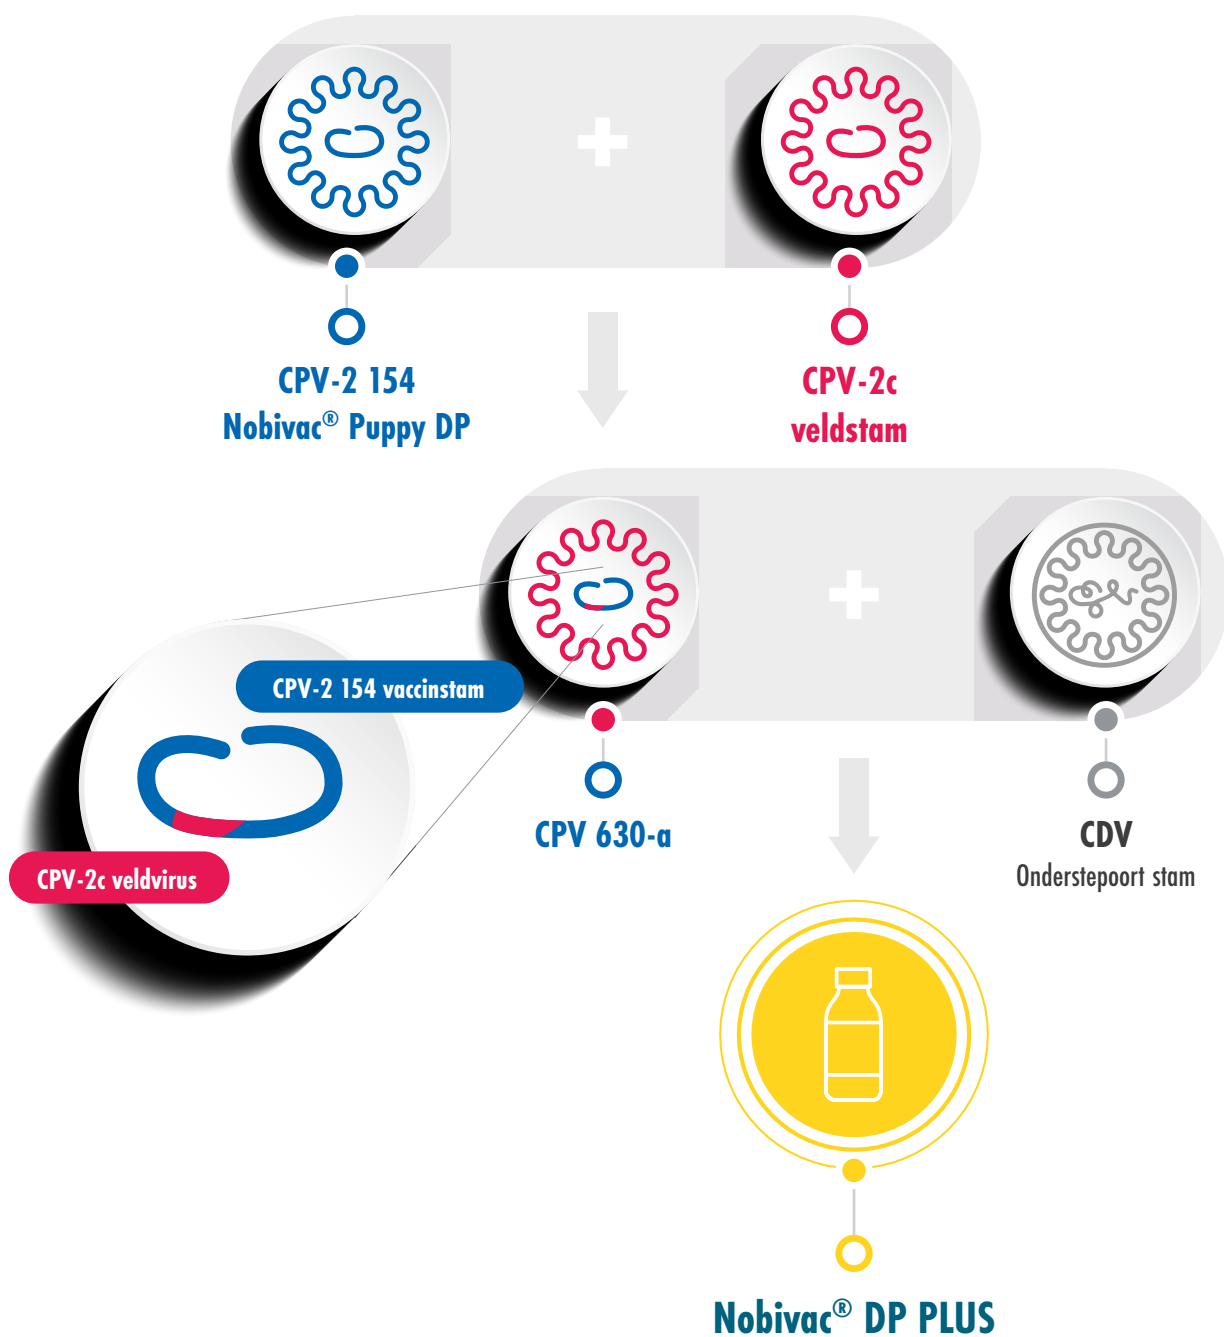 CPV-2 154
Nobivac® Puppy DP
CPV-2c
veldstam
CPV-2 154 vaccinstam
CPV-2c veldvirus
CPV 630-a
CDV
Onderstepoort stam
Nobivac® DP PLUS